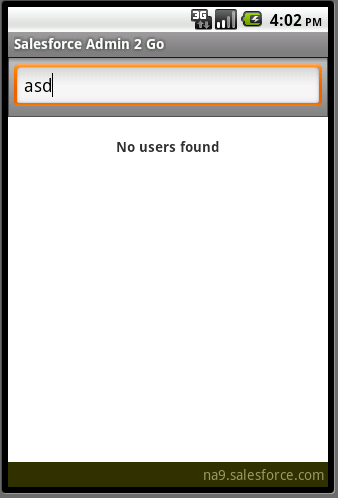 3G 4:02 PM
Salesforce Admin 2 Go
asd
No users found
na9.salesforce.com